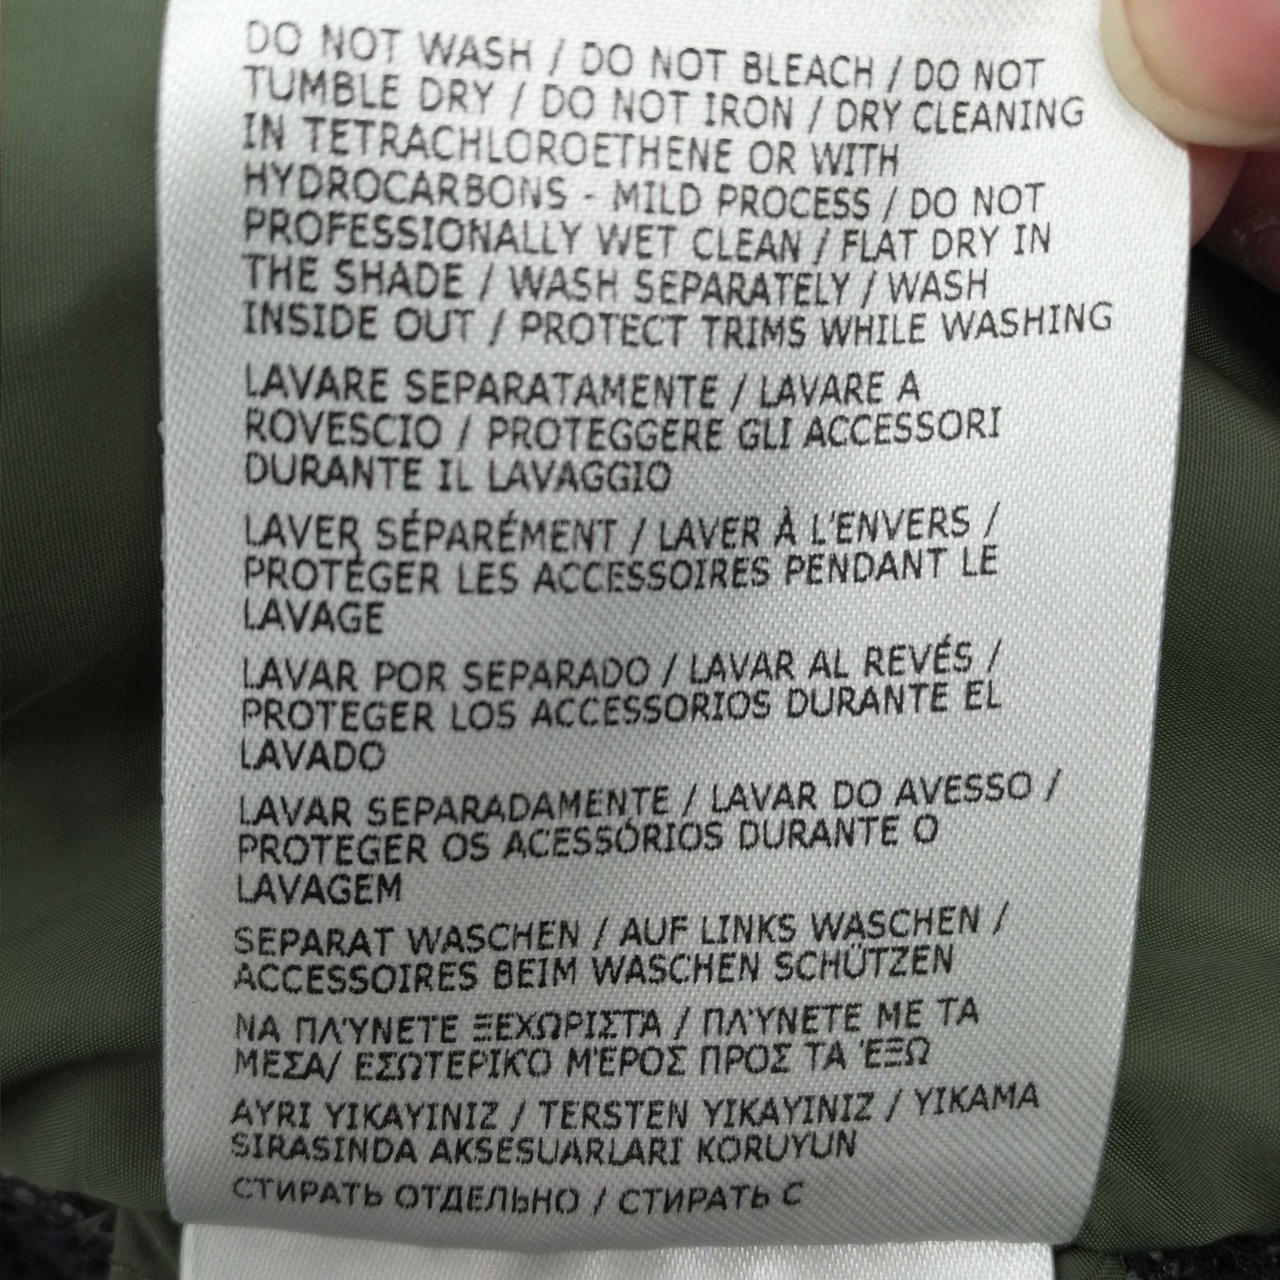 DO NOT WASH / DO NOT BLEACH / DO NOT
TUMBLE DRY / DO NOT IRON / DRY CLEANING
IN TETRACHLOROETHENE OR WITH
HYDROCARBONS - MILD PROCESS / DO NOT
PROFESSIONALLY WET CLEAN / FLAT DRY IN
THE SHADE / WASH SEPARATELY / WASH
INSIDE OUT / PROTECT TRIMS WHILE WASHING
LAVARE SEPARATAMENTE / LAVARE A
ROVESCIO / PROTEGGERE GLI ACCESSORI
DURANTE IL LAVAGGIO
LAVER SÉPARÉMENT / LAVER À L'ENVERS /
PROTÉGER LES ACCESSOIRES PENDANT LE
LAVAGE
LAVAR POR SEPARADO / LAVAR AL REVÉS /
PROTEGER LOS ACCESSORIOS DURANTE EL
LAVADO
LAVAR SEPARADAMENTE / LAVAR DO AVESSO /
PROTEGER OS ACESSÓRIOS DURANTE O
LAVAGEM
SEPARAT WASCHEN / AUF LINKS WASCHEN /
ACCESSOIRES BEIM WASCHEN SCHÜTZEN
ΝΑ ΠΛΎΝΕΤΕ ΞΕΧΩΡΙΣΤΆ / ΠΛΎΝΕΤΕ ΜΕ ΤΑ
ΜΕΣΑ/ ΕΣΩΤΕΡΙΚΌ ΜΈΡΟΣ ΠΡΟΣ ΤΑ ΈΞΩ
AYRI YIKAYINIZ / TERSTEN YIKAYINIZ / YIKAMA
SIRASINDA AKSESUARLARI KORUYUN
СТИРАТЬ ОТДЕЛЬНО / СТИРАТЬ С